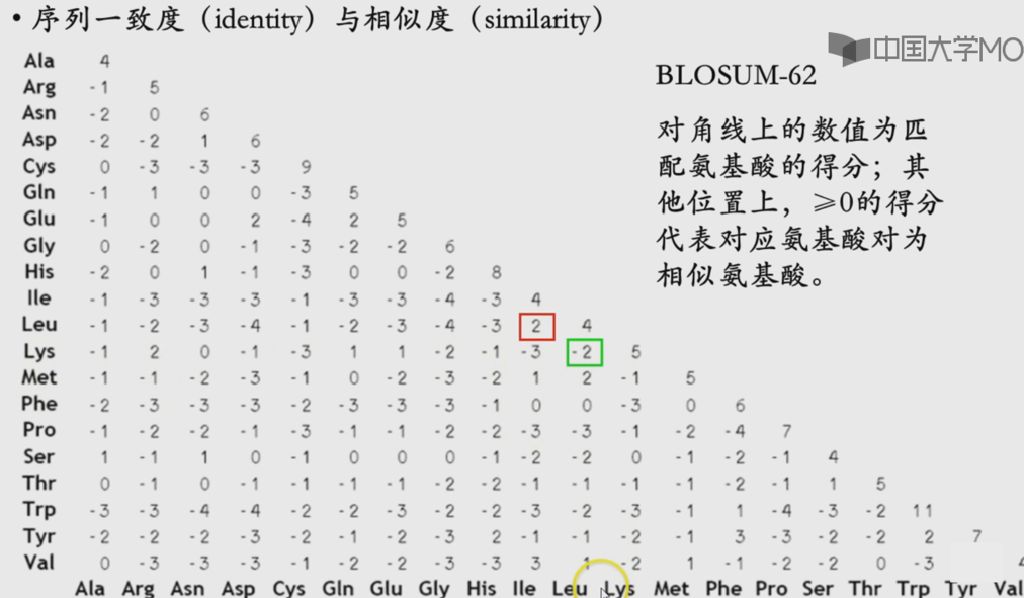 • 序列一致度（identity）与相似度（similarity）
中国大学MO
BLOSUM-62
对角线上的数值为匹
配氨基酸的得分；其
他位置上，≥0的得分
代表对应氨基酸对为
相似氨基酸。
Ala 4
Arg -1 5
Asn -2 0 6
Asp -2 -2 1 6
Cys 0 -3 -3 -3 9
Gln -1 1 0 0 -3 5
Glu -1 0 0 2 -4 2 5
Gly 0 -2 0 -1 -3 -2 -2 6
His -2 0 1 -1 -3 0 0 -2 8
Ile -1 -3 -3 -3 -1 -3 -3 -4 -3 4
Leu -1 -2 -3 -4 -1 -2 -3 -4 -3 2 4
Lys -1 2 0 -1 -3 1 1 -2 -1 -3 -2 5
Met -1 -1 -2 -3 -1 0 -2 -3 -2 1 2 -1 5
Phe -2 -3 -3 -3 -2 -3 -3 -3 -1 0 0 -3 0 6
Pro -1 -2 -2 -1 -3 -1 -1 -2 -2 -3 -3 -1 -2 -4 7
Ser 1 -1 1 0 -1 0 0 0 -1 -2 -2 0 -1 -2 -1 4
Thr 0 -1 0 -1 -1 -1 -1 -2 -2 -1 -1 -1 -1 -2 -1 1 5
Trp -3 -3 -4 -4 -2 -2 -3 -2 -2 -3 -2 -3 -1 1 -4 -3 -2 11
Tyr -2 -2 -2 -3 -2 -1 -2 -3 2 -1 -1 -2 -1 3 -3 -2 -2 2 7
Val 0 -3 -3 -3 -1 -2 -2 -3 -3 3 1 -2 1 -1 -2 -2 0 -3
Ala Arg Asn Asp Cys Gln Glu Gly His Ile Leu Lys Met Phe Pro Ser Thr Trp Tyr Val